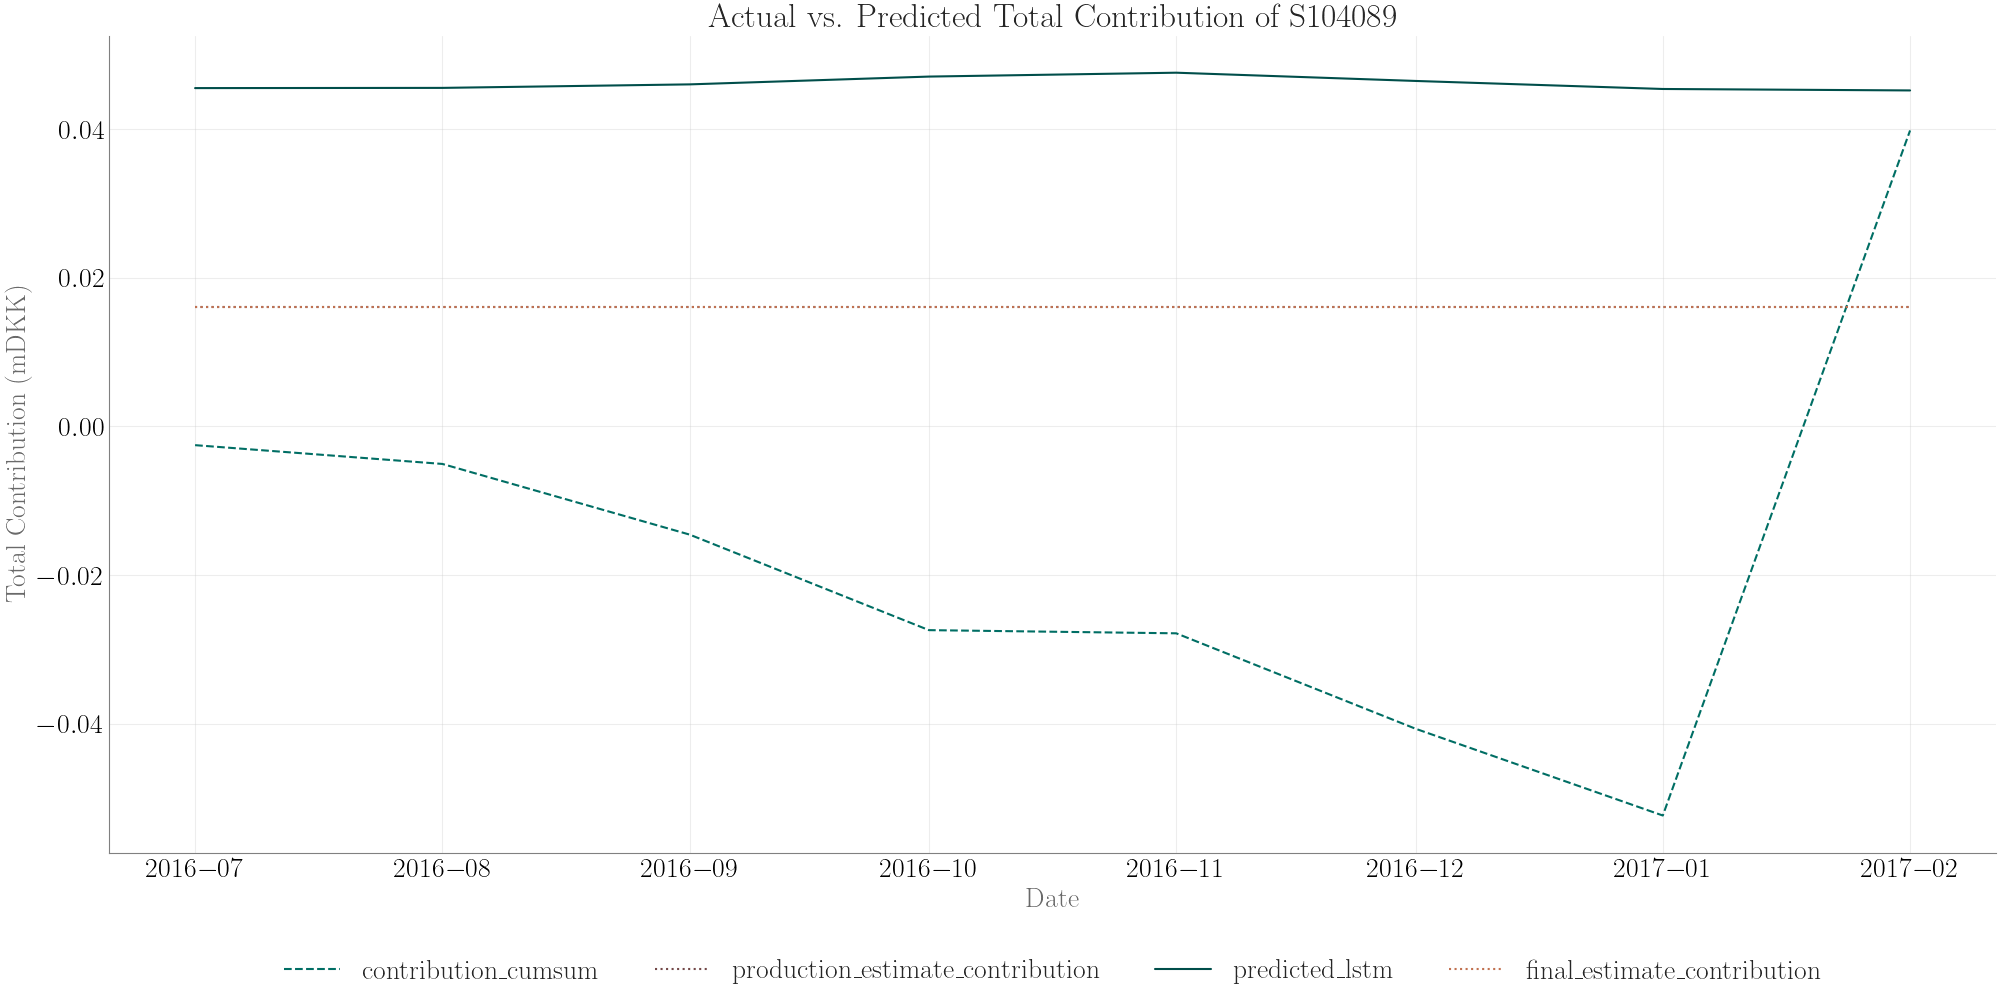 Actual vs. Predicted Total Contribution of S104089
Total Contribution (mDKK)
0.04
0.02
0.00
−0.02
−0.04
2016−07 2016−08 2016−09 2016−10 2016−11 2016−12 2017−01 2017−02
Date
contribution_cumsum production_estimate_contribution predicted_lstm final_estimate_contribution